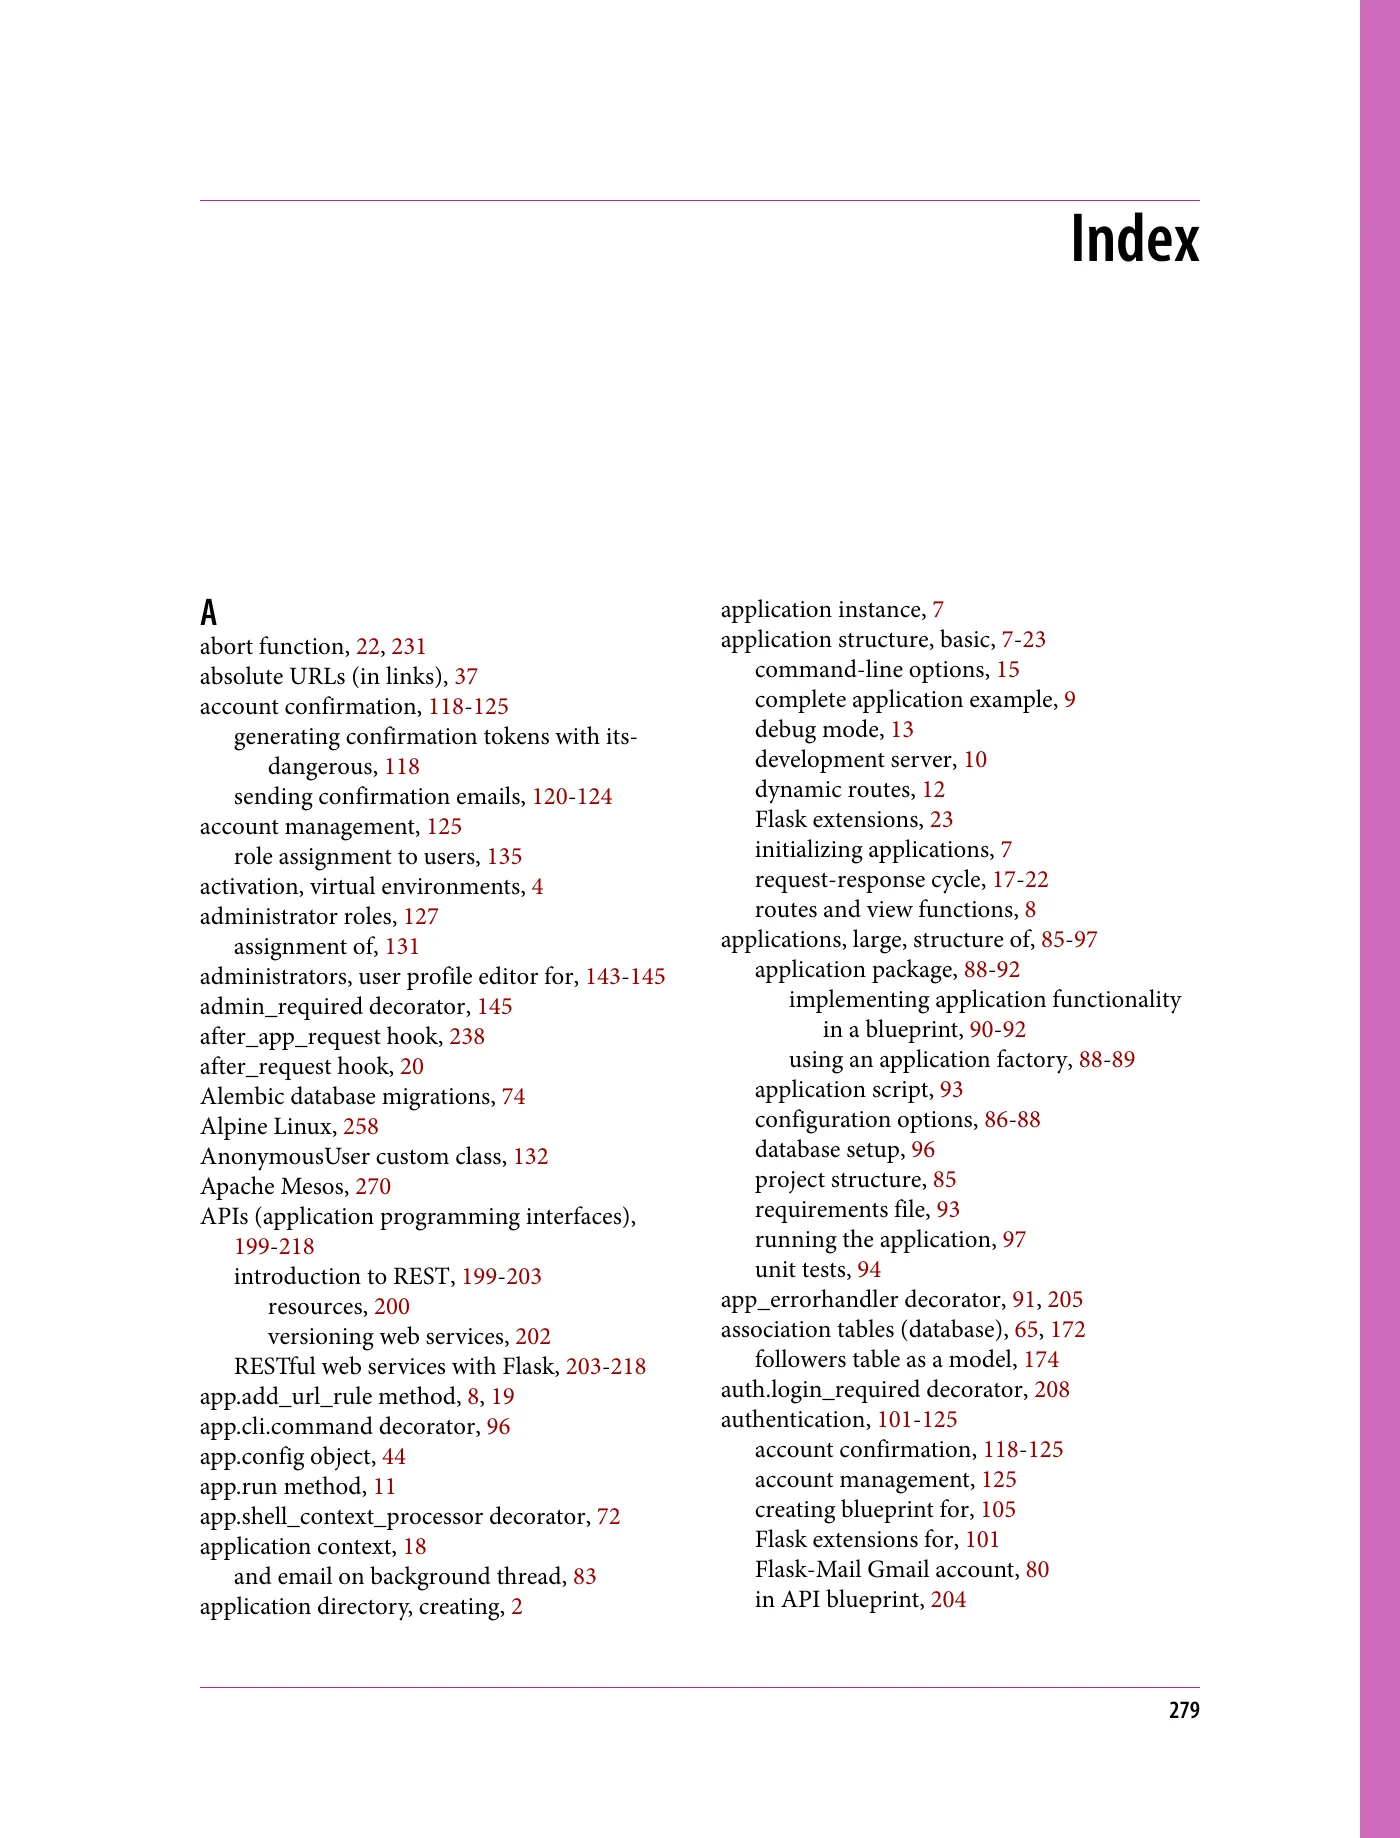 Index
A
abort function, 22, 231
absolute URLs (in links), 37
account confirmation, 118-125
generating confirmation tokens with its-
dangerous, 118
sending confirmation emails, 120-124
account management, 125
role assignment to users, 135
activation, virtual environments, 4
administrator roles, 127
assignment of, 131
administrators, user profile editor for, 143-145
admin_required decorator, 145
after_app_request hook, 238
after_request hook, 20
Alembic database migrations, 74
Alpine Linux, 258
AnonymousUser custom class, 132
Apache Mesos, 270
APIs (application programming interfaces),
199-218
introduction to REST, 199-203
resources, 200
versioning web services, 202
RESTful web services with Flask, 203-218
app.add_url_rule method, 8, 19
app.cli.command decorator, 96
app.config object, 44
app.run method, 11
app.shell_context_processor decorator, 72
application context, 18
and email on background thread, 83
application directory, creating, 2
application instance, 7
application structure, basic, 7-23
command-line options, 15
complete application example, 9
debug mode, 13
development server, 10
dynamic routes, 12
Flask extensions, 23
initializing applications, 7
request-response cycle, 17-22
routes and view functions, 8
applications, large, structure of, 85-97
application package, 88-92
implementing application functionality
in a blueprint, 90-92
using an application factory, 88-89
application script, 93
configuration options, 86-88
database setup, 96
project structure, 85
requirements file, 93
running the application, 97
unit tests, 94
app_errorhandler decorator, 91, 205
association tables (database), 65, 172
followers table as a model, 174
auth.login_required decorator, 208
authentication, 101-125
account confirmation, 118-125
account management, 125
creating blueprint for, 105
Flask extensions for, 101
Flask-Mail Gmail account, 80
in API blueprint, 204
279